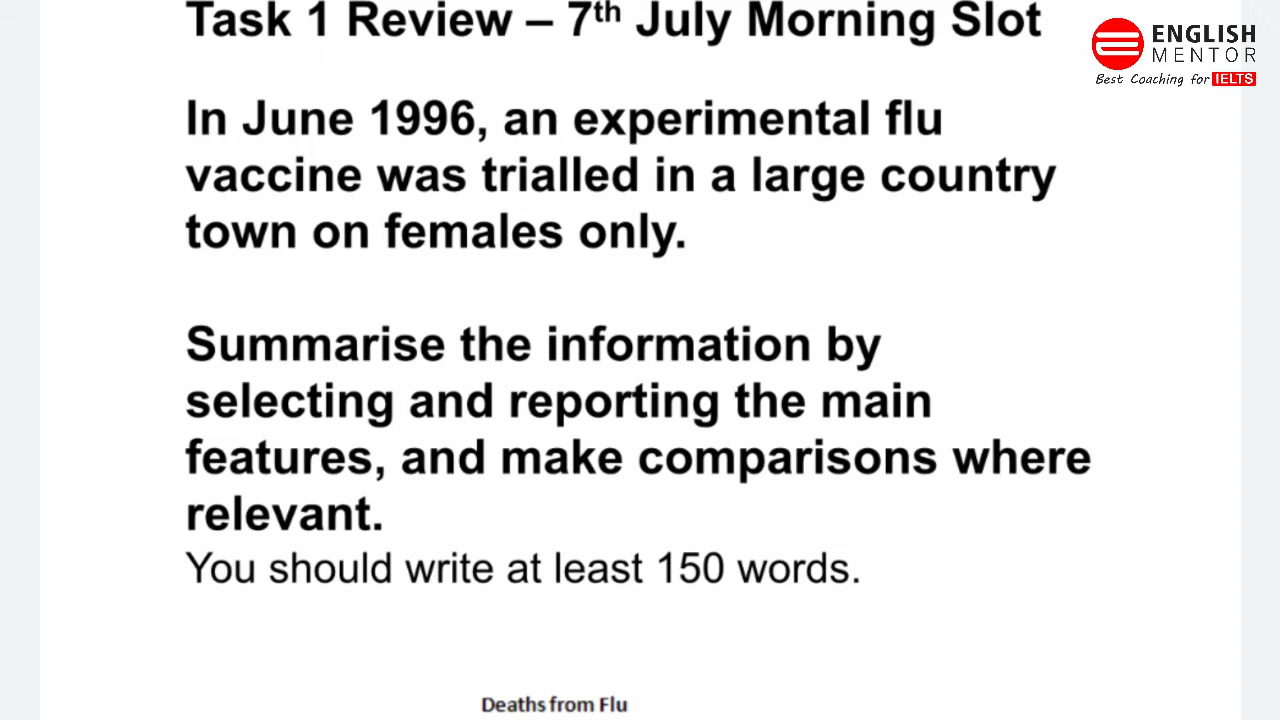 Task 1 Review – 7th July Morning Slot
ENGLISH
MENTOR
Best Coaching for IELTS
In June 1996, an experimental flu
vaccine was trialled in a large country
town on females only.
Summarise the information by
selecting and reporting the main
features, and make comparisons where
relevant.
You should write at least 150 words.
Deaths from Flu